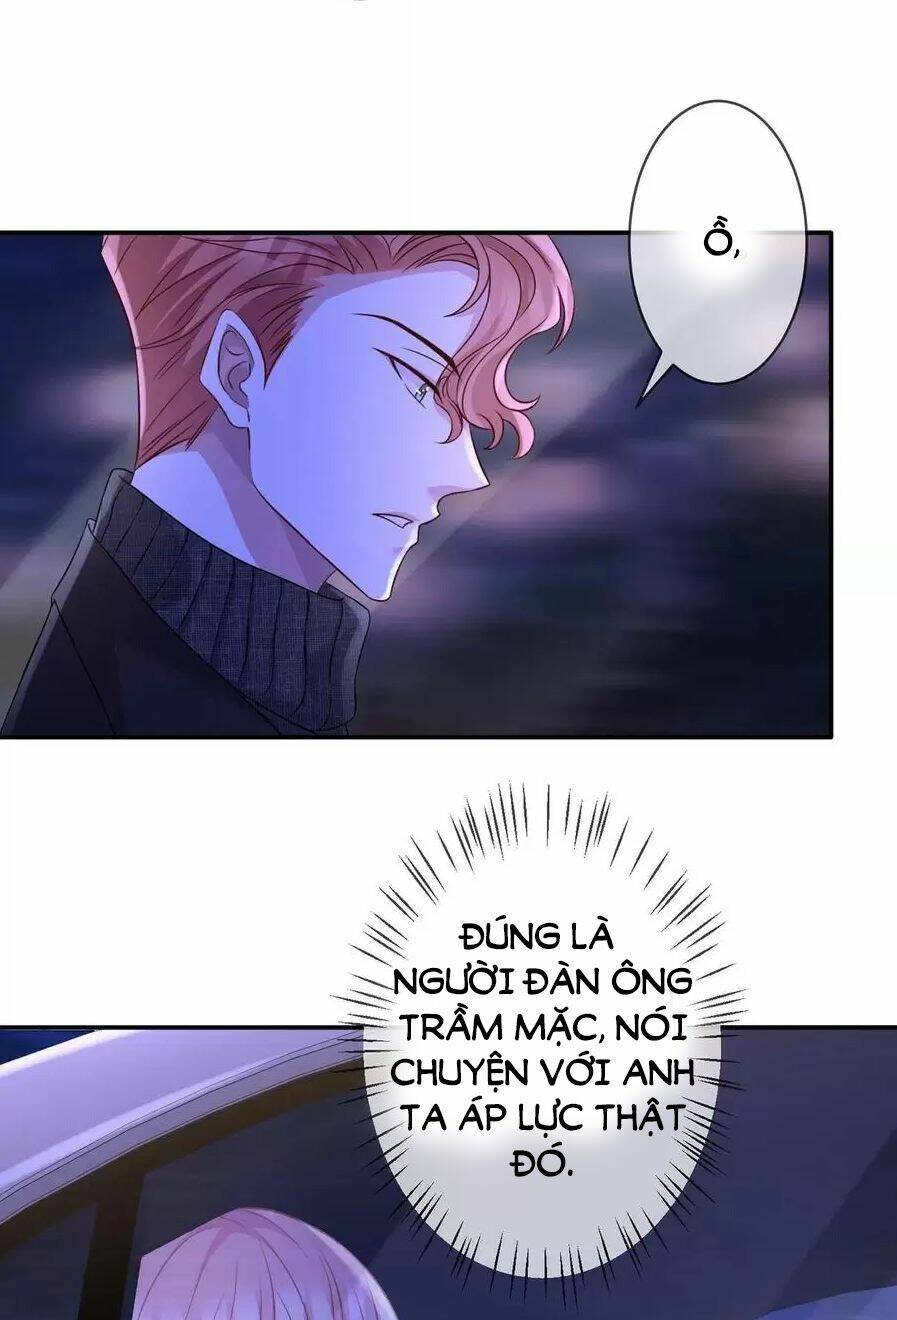 Ồ,
ĐÚNG LÀ
NGƯỜI ĐÀN ÔNG
TRẦM MẶC, NÓI
CHUYỆN VỚI ANH
TA ÁP LỰC THẬT
ĐÓ.